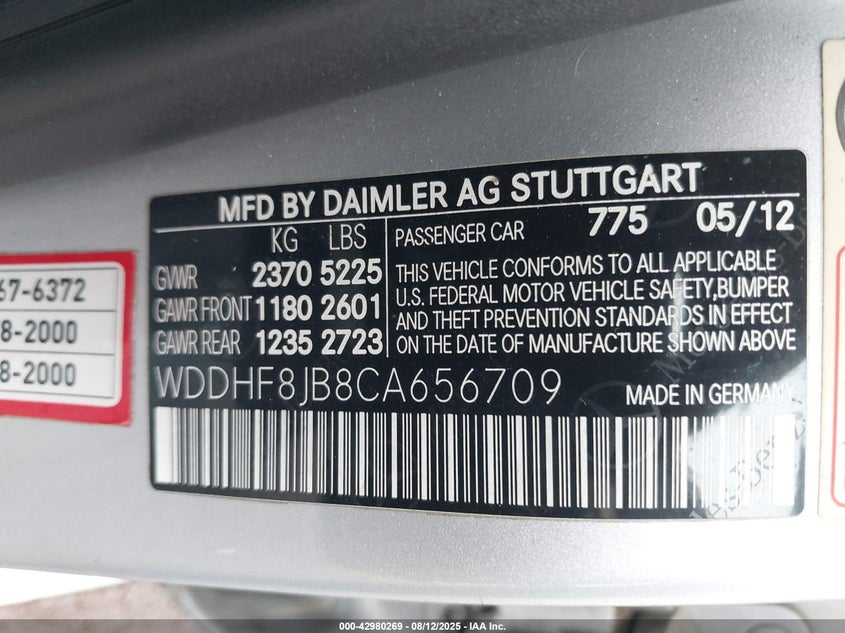 MFD BY DAIMLER AG STUTTGART
KG LBS
GVWR 2370 5225
GAWR FRONT 1180 2601
GAWR REAR 1235 2723
PASSENGER CAR 775 05/12
THIS VEHICLE CONFORMS TO ALL APPLICABLE
U.S. FEDERAL MOTOR VEHICLE SAFETY,BUMPER
AND THEFT PREVENTION STANDARDS IN EFFECT
ON THE DATE OF MANUFACTURE SHOWN ABOVE
WDDHF8JB8CA656709 MADE IN GERMANY
67-6372
8-2000
8-2000
000-42980269 - 08/12/2025 - IAA Inc.